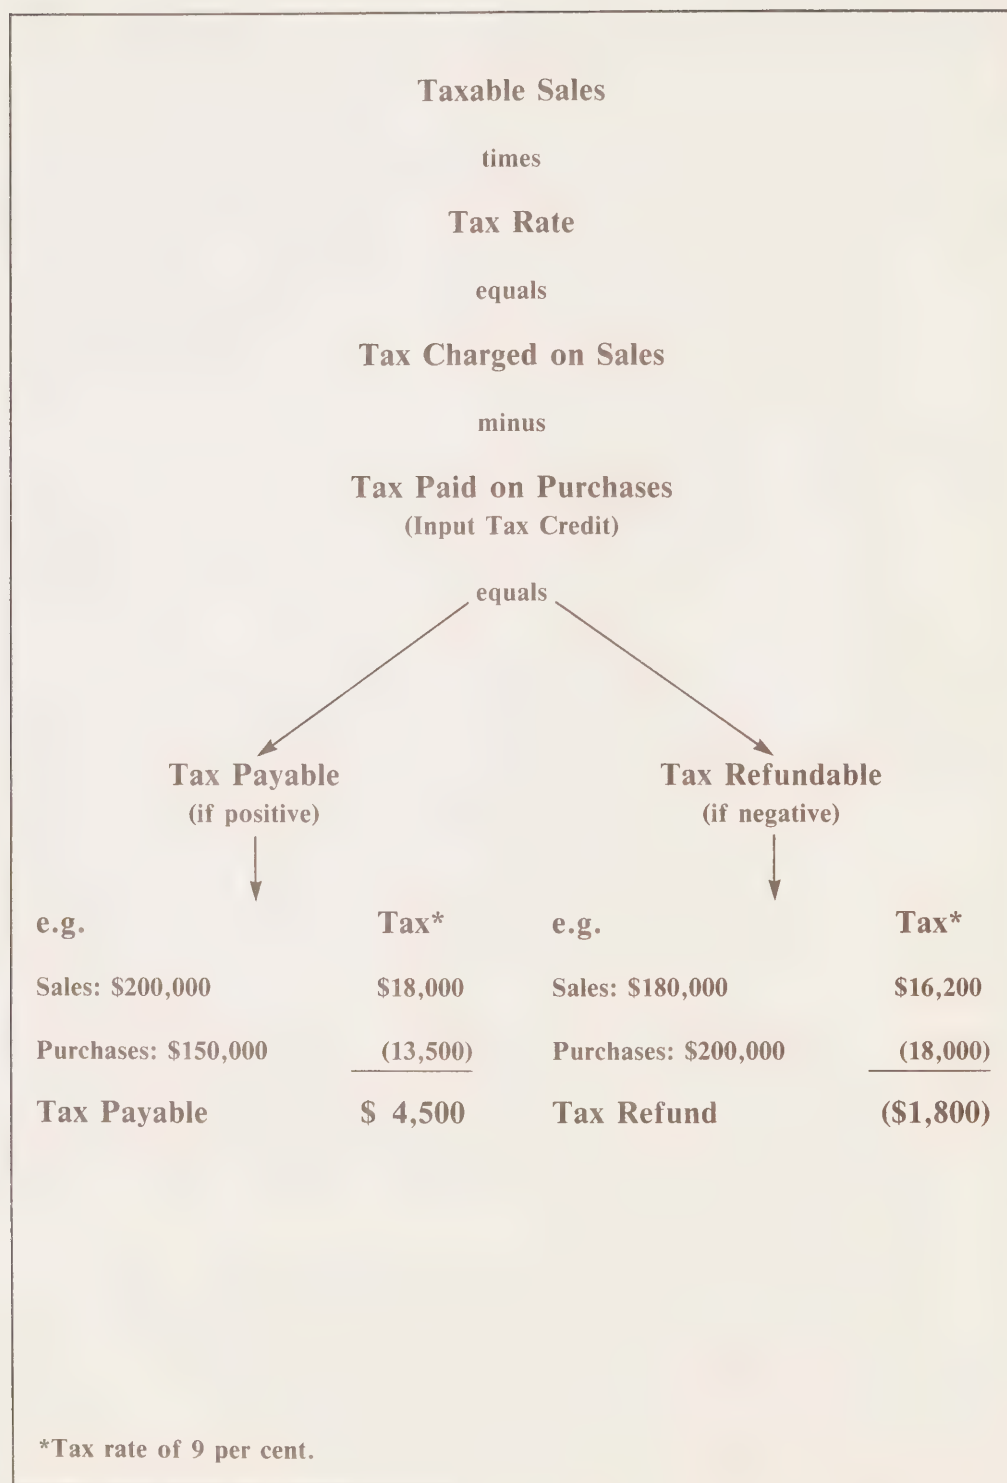 Taxable Sales
times
Tax Rate
equals
Tax Charged on Sales
minus
Tax Paid on Purchases
(Input Tax Credit)
equals
Tax Payable
(if positive)
Tax Refundable
(if negative)
e.g. Tax*
Sales: $200,000 $18,000
Purchases: $150,000 (13,500)
Tax Payable $ 4,500
e.g. Tax*
Sales: $180,000 $16,200
Purchases: $200,000 (18,000)
Tax Refund ($1,800)
*Tax rate of 9 per cent.